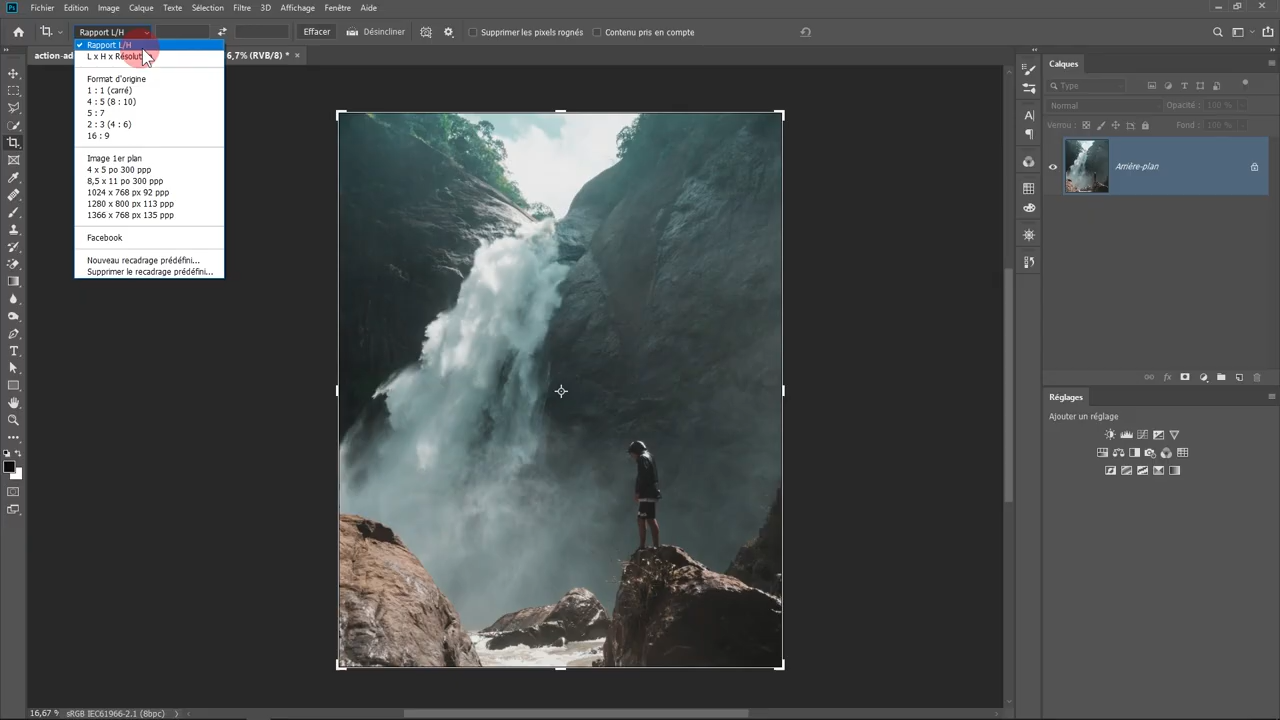 Ps Fichier Edition Image Calque Texte Sélection Filtre 3D Affichage Fenêtre Aide
Rapport L/H Effacer Désincliner Supprimer les pixels rognés Contenu pris en compte
action-ad 6,7% (RVB/8) * ×
Rapport L/H
L x H x Résolut
Format d'origine
1 : 1 (carré)
4 : 5 (8 : 10)
5 : 7
2 : 3 (4 : 6)
16 : 9
Image 1er plan
4 x 5 po 300 ppp
8,5 x 11 po 300 ppp
1024 x 768 px 92 ppp
1280 x 800 px 113 ppp
1366 x 768 px 135 ppp
Facebook
Nouveau recadrage prédéfini...
Supprimer le recadrage prédéfini...
Calques
Type
Normal Opacité : 100 %
Verrou : Fond : 100 %
Arrière-plan
Réglages
Ajouter un réglage
16,67 % sRGB IEC61966-2.1 (8bpc)